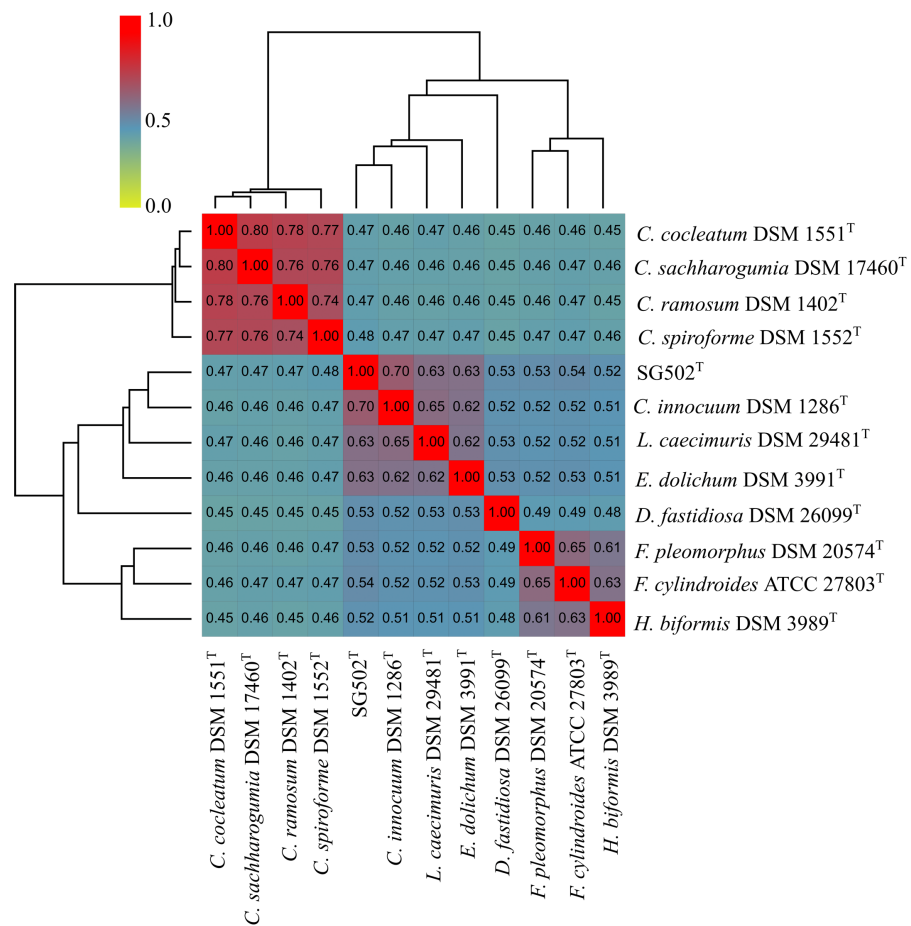 1.0
0.5
0.0
1.00 0.80 0.78 0.77 0.47 0.46 0.47 0.46 0.45 0.46 0.46 0.45 C. cocleatum DSM 1551T
0.80 1.00 0.76 0.76 0.47 0.46 0.46 0.46 0.45 0.46 0.47 0.46 C. sachharogumia DSM 17460T
0.78 0.76 1.00 0.74 0.47 0.46 0.46 0.46 0.45 0.46 0.47 0.45 C. ramosum DSM 1402T
0.77 0.76 0.74 1.00 0.48 0.47 0.47 0.47 0.45 0.47 0.47 0.46 C. spiroforme DSM 1552T
0.47 0.47 0.47 0.48 1.00 0.70 0.63 0.63 0.53 0.53 0.54 0.52 SG502T
0.46 0.46 0.46 0.47 0.70 1.00 0.65 0.62 0.52 0.52 0.52 0.51 C. innocuum DSM 1286T
0.47 0.46 0.46 0.47 0.63 0.65 1.00 0.62 0.53 0.52 0.52 0.51 L. caecimuris DSM 29481T
0.46 0.46 0.46 0.47 0.63 0.62 0.62 1.00 0.53 0.52 0.53 0.51 E. dolichum DSM 3991T
0.45 0.45 0.45 0.45 0.53 0.52 0.53 0.53 1.00 0.49 0.49 0.48 D. fastidiosa DSM 26099T
0.46 0.46 0.46 0.47 0.53 0.52 0.52 0.52 0.49 1.00 0.65 0.61 F. pleomorphus DSM 20574T
0.46 0.47 0.47 0.47 0.54 0.52 0.52 0.53 0.49 0.65 1.00 0.63 F. cylindroides ATCC 27803T
0.45 0.46 0.45 0.46 0.52 0.51 0.51 0.51 0.48 0.61 0.63 1.00 H. biformis DSM 3989T
C. cocleatum DSM 1551T
C. sachharogumia DSM 17460T
C. ramosum DSM 1402T
C. spiroforme DSM 1552T
SG502T
C. innocuum DSM 1286T
L. caecimuris DSM 29481T
E. dolichum DSM 3991T
D. fastidiosa DSM 26099T
F. pleomorphus DSM 20574T
F. cylindroides ATCC 27803T
H. biformis DSM 3989T